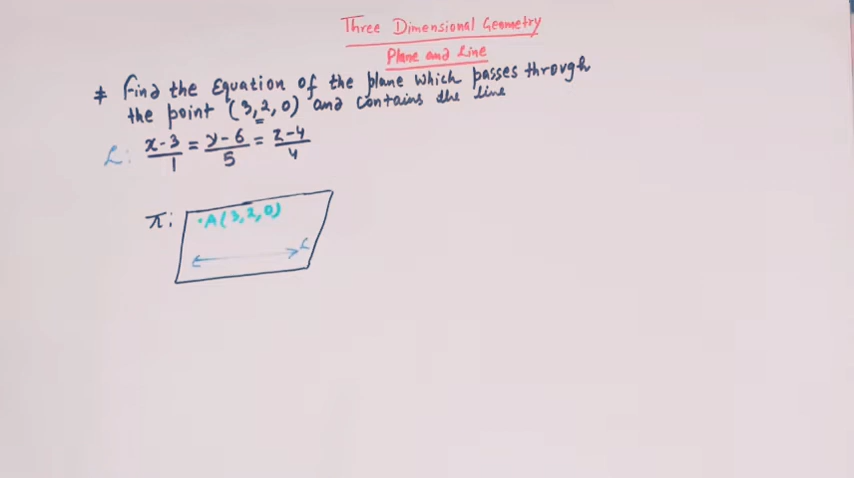 Three Dimensional Geometry
Plane and Line
* Find the Equation of the plane which passes through
the point (3,2,0) and contains the line
L: x-3/1 = y-6/5 = z-4/4
π:
·A(3,2,0)
L